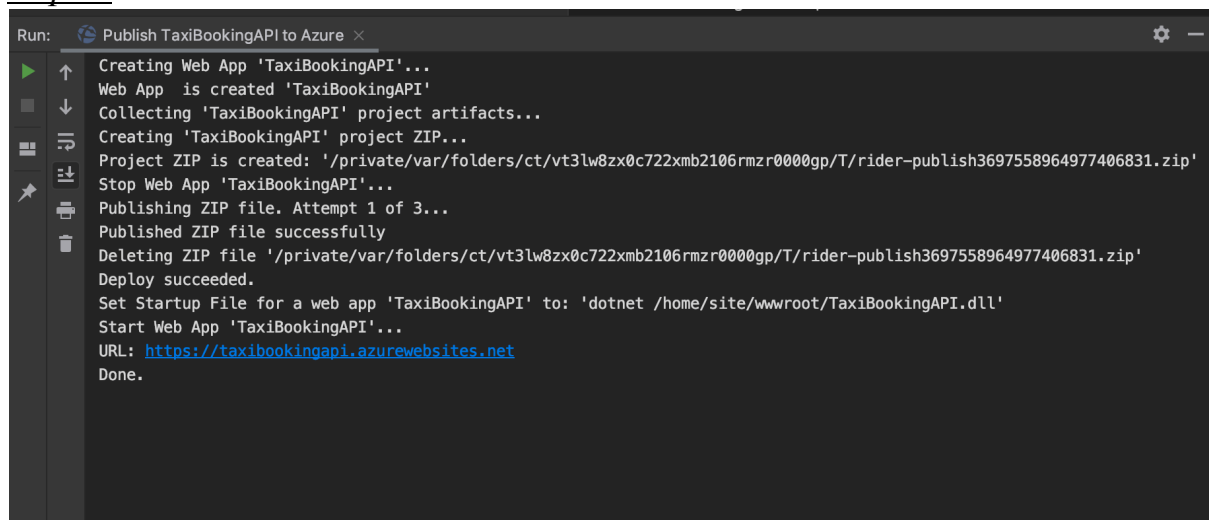 Run: Publish TaxiBookingAPI to Azure
Creating Web App 'TaxiBookingAPI'...
Web App  is created 'TaxiBookingAPI'
Collecting 'TaxiBookingAPI' project artifacts...
Creating 'TaxiBookingAPI' project ZIP...
Project ZIP is created: '/private/var/folders/ct/vt3lw8zx0c722xmb2106rmzr0000gp/T/rider-publish3697558964977406831.zip'
Stop Web App 'TaxiBookingAPI'...
Publishing ZIP file. Attempt 1 of 3...
Published ZIP file successfully
Deleting ZIP file '/private/var/folders/ct/vt3lw8zx0c722xmb2106rmzr0000gp/T/rider-publish3697558964977406831.zip'
Deploy succeeded.
Set Startup File for a web app 'TaxiBookingAPI' to: 'dotnet /home/site/wwwroot/TaxiBookingAPI.dll'
Start Web App 'TaxiBookingAPI'...
URL: https://taxibookingapi.azurewebsites.net
Done.